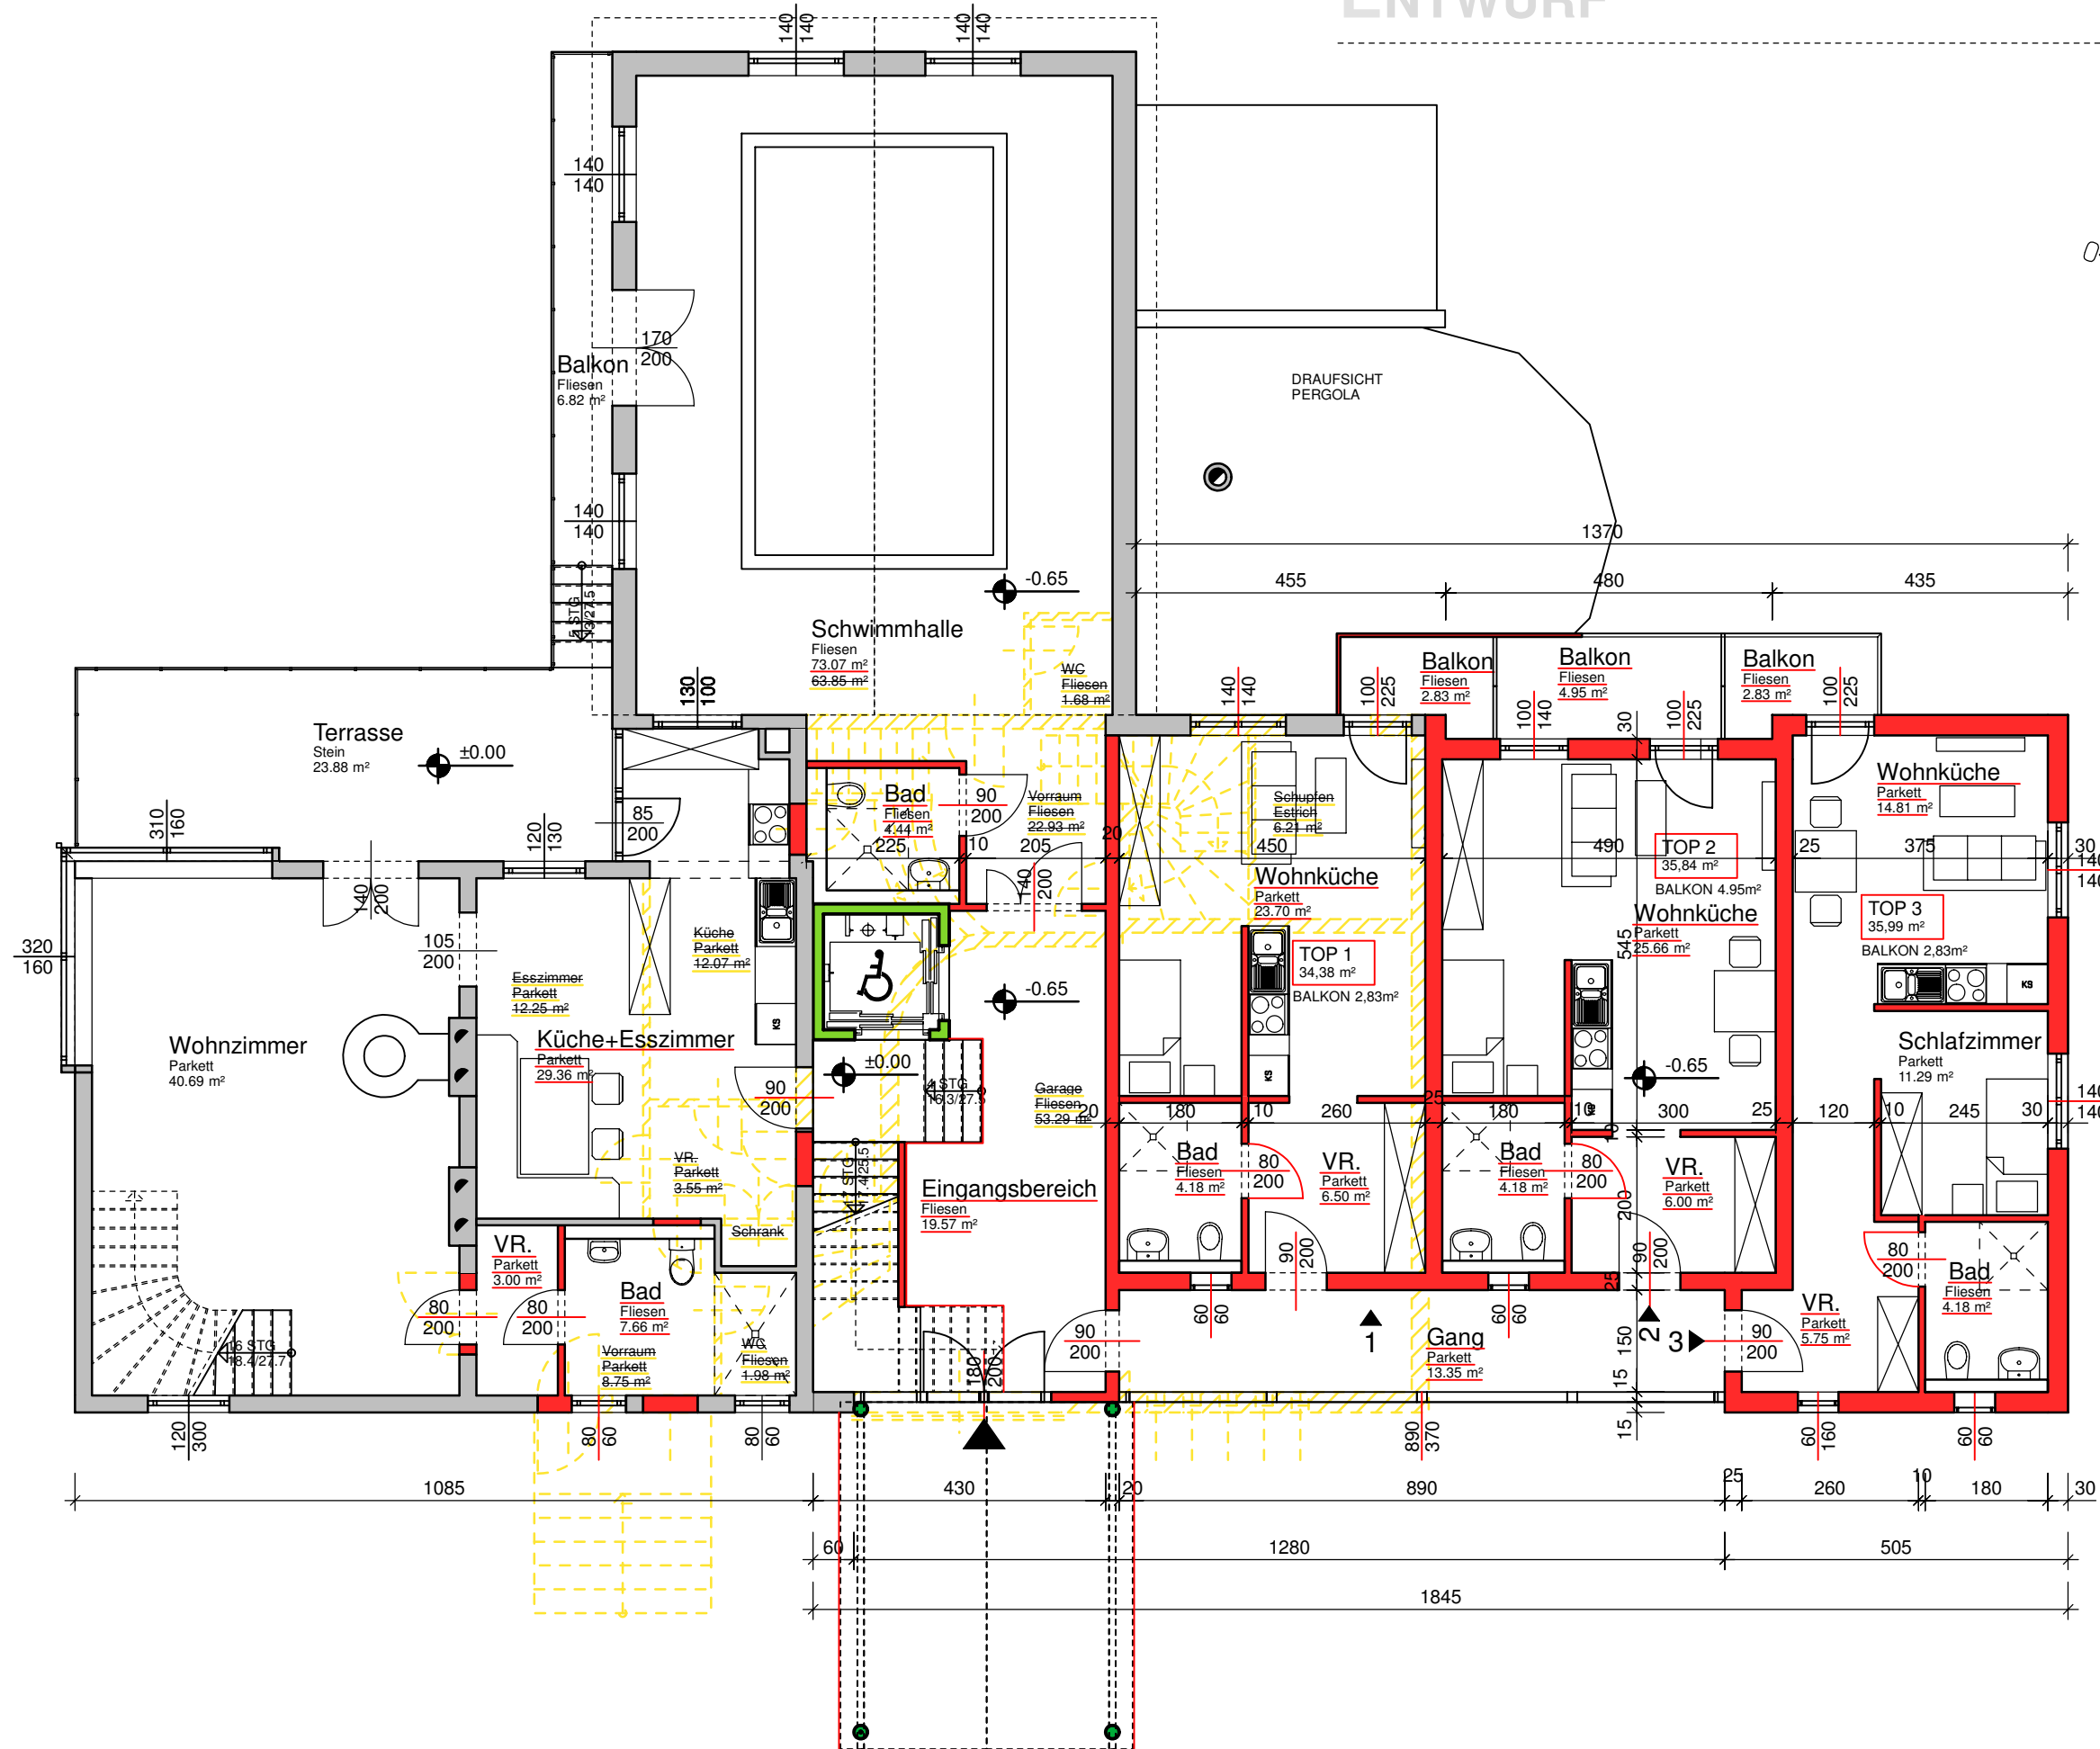 ENTWURF
140
140
140
140
140
140
170
200
Balkon
Fliesen
6.82 m²
DRAUFSICHT
PERGOLA
140
140
1370
-0.65
455
480
435
5 STG
Schwimmhalle
Fliesen
73.07 m²
63.85 m²
WC
Fliesen
1.68 m²
130
100
140
140
100
225
Balkon
Fliesen
2.83 m²
Balkon
Fliesen
4.95 m²
Balkon
Fliesen
2.83 m²
100
140
30
100
225
100
225
Terrasse
Stein
23.88 m²
±0.00
310
160
120
130
85
200
Bad
Fliesen
4.44 m²
225
10
90
200
Vorraum
Fliesen
22.93 m²
205
20
140
200
Schupfen
Estrich
6.21 m²
450
Wohnküche
Parkett
23.70 m²
490
TOP 2
35,84 m²
BALKON 4.95m²
Wohnküche
Parkett
25.66 m²
545
Wohnküche
Parkett
14.81 m²
25
375
30
140
140
TOP 3
35,99 m²
BALKON 2,83m²
KS
140
200
320
160
105
200
Küche
Parkett
12.07 m²
Esszimmer
Parkett
12.25 m²
KS
-0.65
TOP 1
34,38 m²
BALKON 2,83m²
KS
Wohnzimmer
Parkett
40.69 m²
Küche+Esszimmer
Parkett
29.36 m²
±0.00
4 STG
16.3/27.5
90
200
Garage
Fliesen
53.29 m²
-0.65
Schlafzimmer
Parkett
11.29 m²
140
140
20
180
10
260
25
180
10
300
25
120
10
245
30
10
VR.
Parkett
3.55 m²
Schrank
Eingangsbereich
Fliesen
19.57 m²
Bad
Fliesen
4.18 m²
80
200
VR.
Parkett
6.50 m²
Bad
Fliesen
4.18 m²
80
200
VR.
Parkett
6.00 m²
200
VR.
Parkett
3.00 m²
80
200
80
200
Bad
Fliesen
7.66 m²
Vorraum
Parkett
8.75 m²
WC
Fliesen
1.98 m²
16 STG
18.4/27.7
180
200
90
200
90
200
90
200
25
80
200
Bad
Fliesen
4.18 m²
60
60
60
60
1
Gang
Parkett
13.35 m²
150
2
3
90
200
VR.
Parkett
5.75 m²
15
15
120
300
80
60
80
60
890
370
60
160
60
60
1085
430
20
890
25
260
10
180
30
60
1280
505
1845